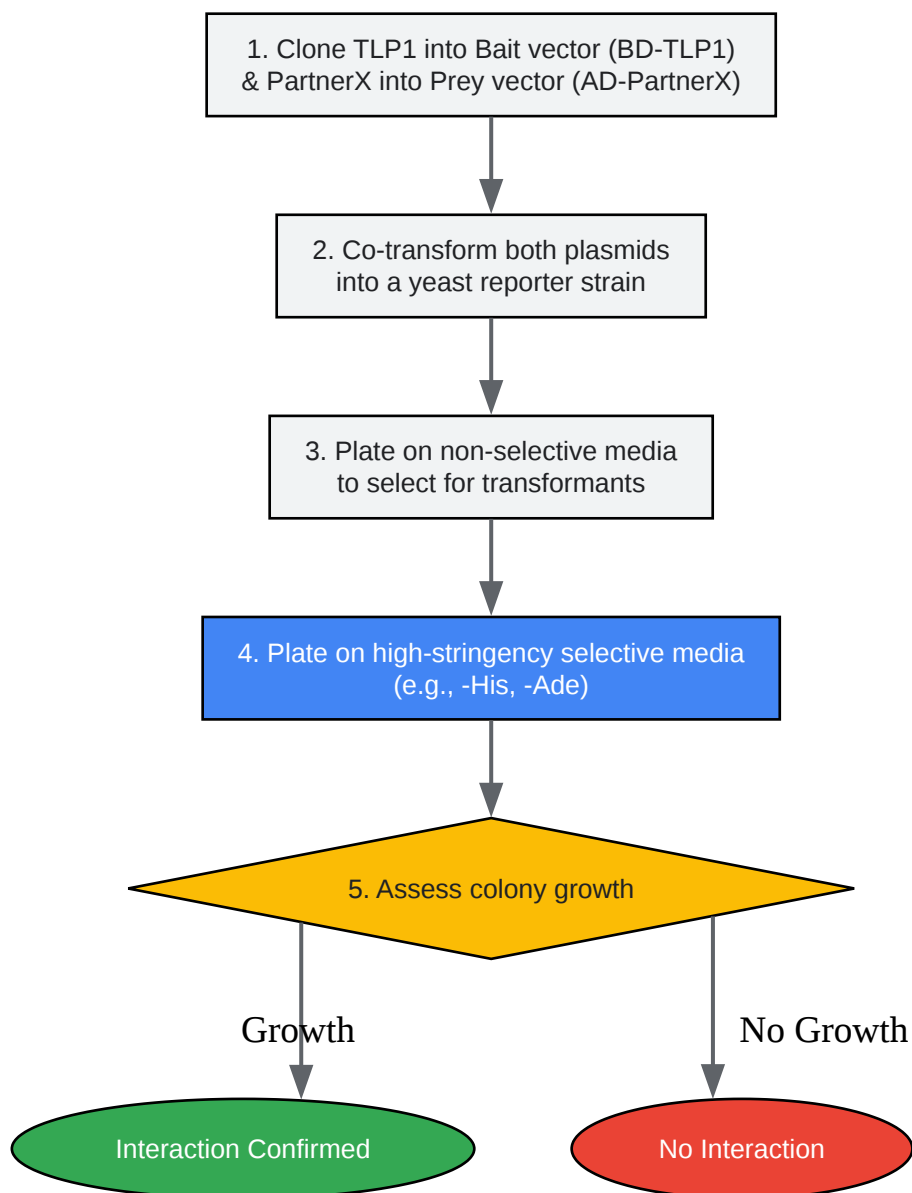 1. Clone TLP1 into Bait vector (BD-TLP1)
& PartnerX into Prey vector (AD-PartnerX)
2. Co-transform both plasmids
into a yeast reporter strain
3. Plate on non-selective media
to select for transformants
4. Plate on high-stringency selective media
(e.g., -His, -Ade)
5. Assess colony growth
Growth
No Growth
Interaction Confirmed
No Interaction